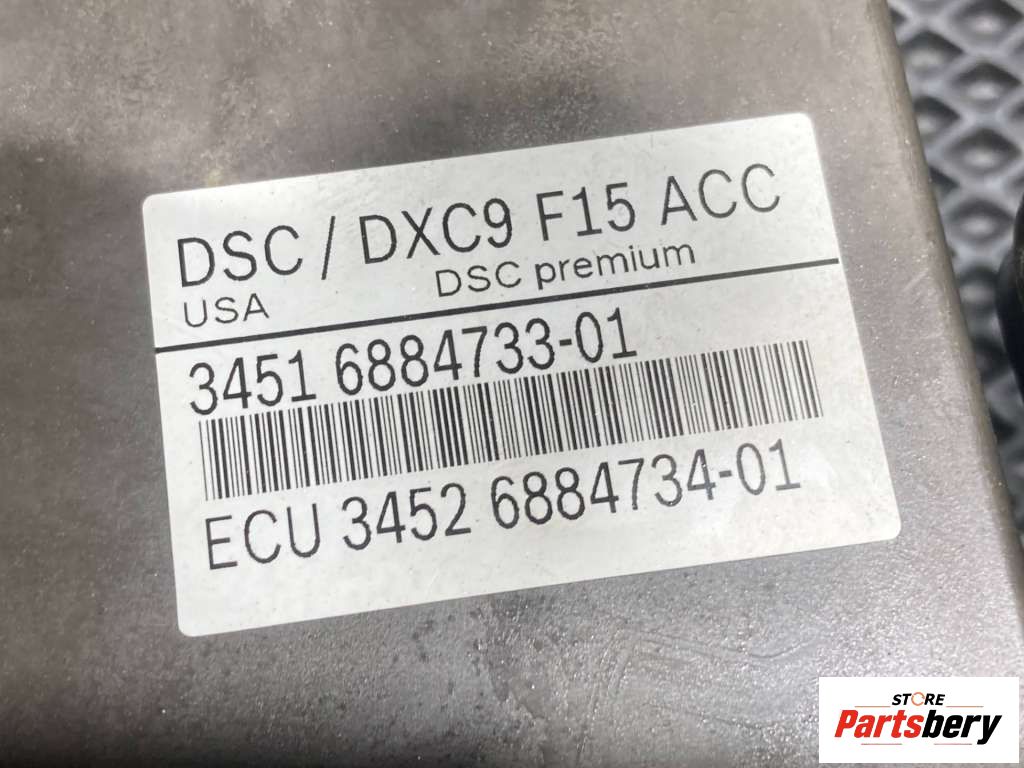 DSC / DXC9 F15 ACC
USA DSC premium
3451 6884733-01
ECU 3452 6884734-01
STORE
Partsbery